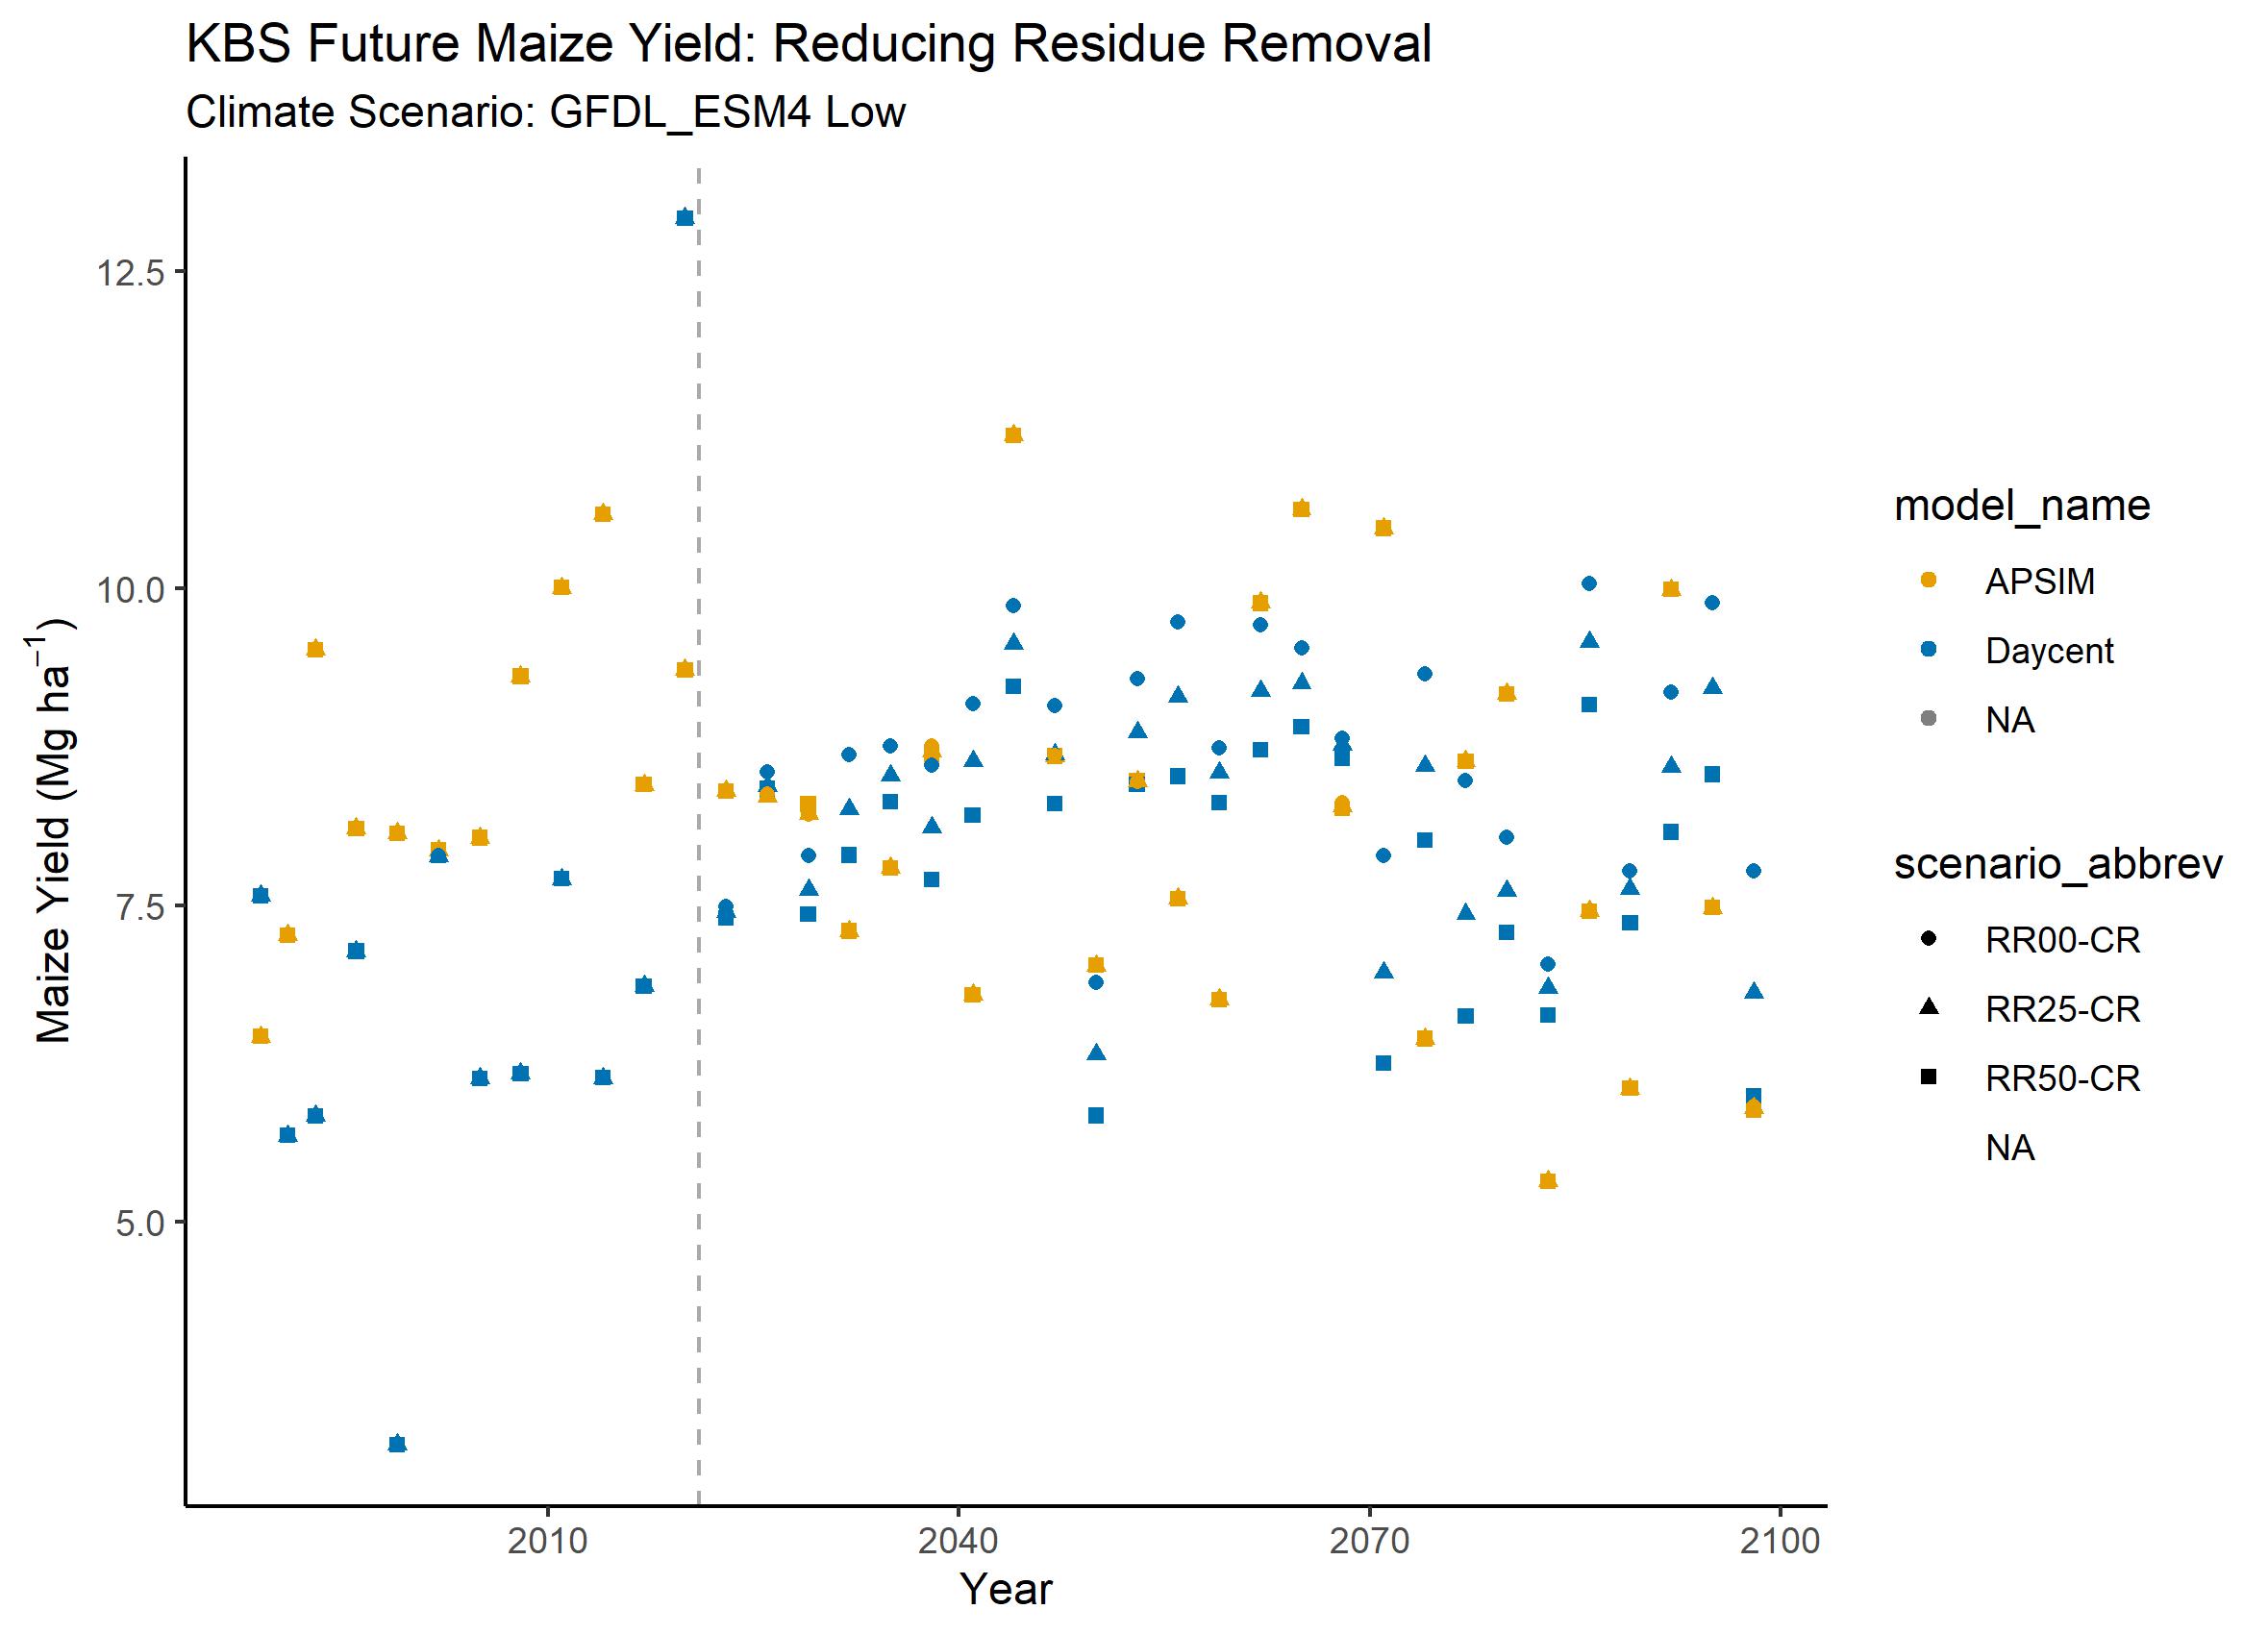 KBS Future Maize Yield: Reducing Residue Removal
Climate Scenario: GFDL_ESM4 Low
Maize Yield (Mg ha⁻¹)
12.5
10.0
7.5
5.0
2010
2040
2070
2100
Year
model_name
APSIM
Daycent
NA
scenario_abbrev
RR00-CR
RR25-CR
RR50-CR
NA